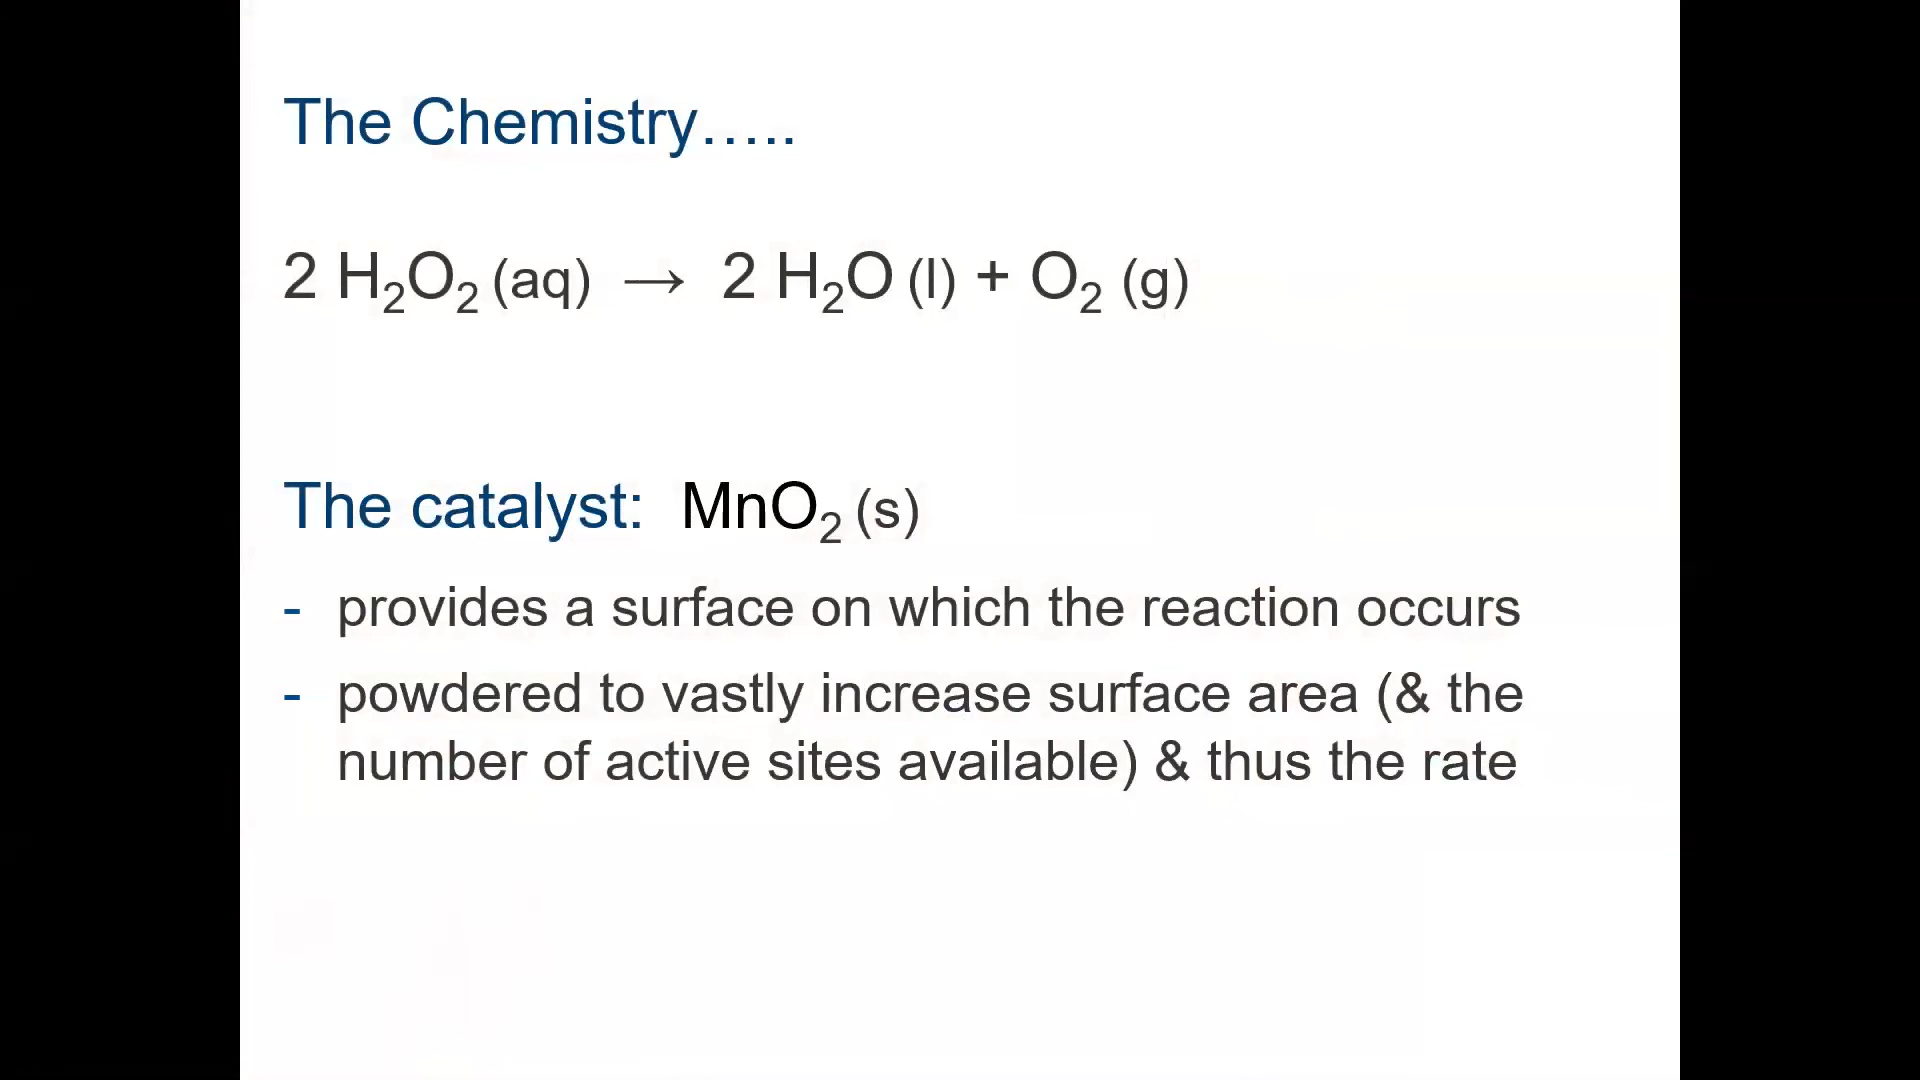 The Chemistry…..
2 H₂O₂ (aq) → 2 H₂O (l) + O₂ (g)
The catalyst: MnO₂ (s)
- provides a surface on which the reaction occurs
- powdered to vastly increase surface area (& the
number of active sites available) & thus the rate